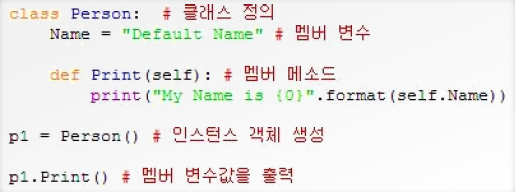 class Person:  # 클래스 정의
    Name = "Default Name" # 멤버 변수
    def Print(self): # 멤버 메소드
        print("My Name is {0}".format(self.Name))
p1 = Person() # 인스턴스 객체 생성
p1.Print() # 멤버 변수값을 출력